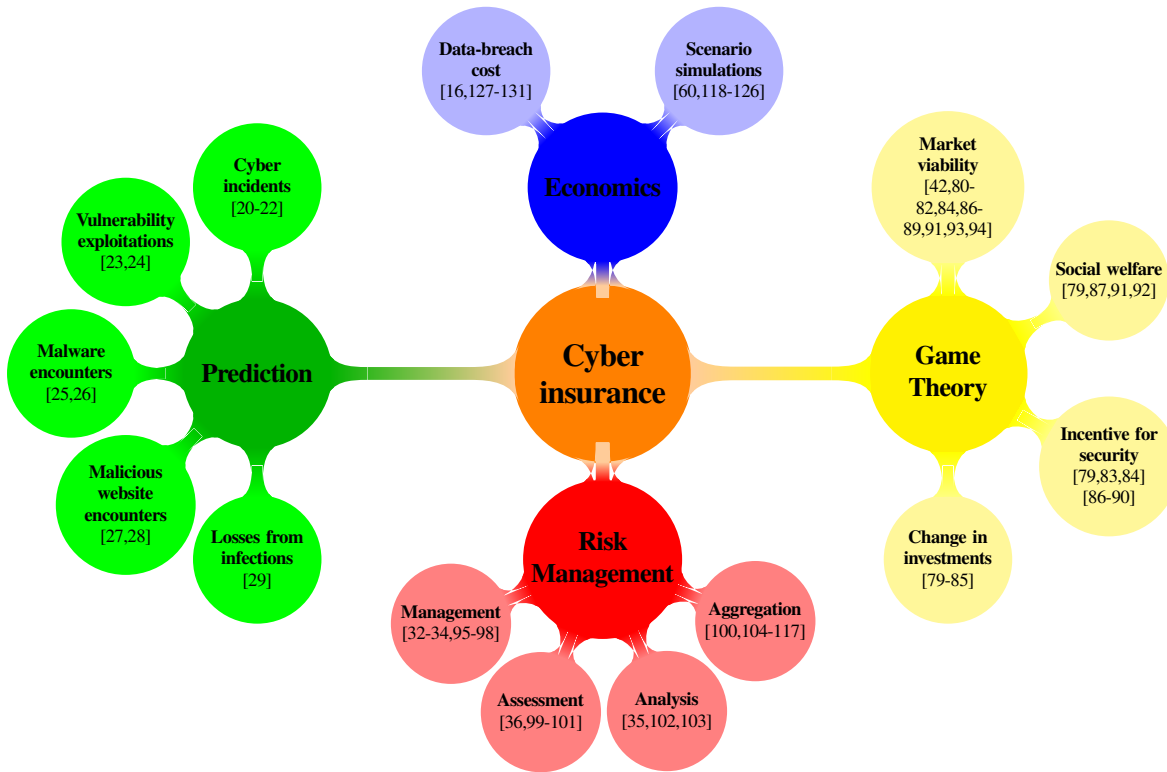 Data-breach
cost
[16,127-131]
Scenario
simulations
[60,118-126]
Economics
Cyber
incidents
[20-22]
Vulnerability
exploitations
[23,24]
Malware
encounters
[25,26]
Malicious
website
encounters
[27,28]
Losses from
infections
[29]
Prediction
Cyber
insurance
Market
viability
[42,80-
82,84,86-
89,91,93,94]
Social welfare
[79,87,91,92]
Game
Theory
Incentive for
security
[79,83,84]
[86-90]
Change in
investments
[79-85]
Risk
Management
Management
[32-34,95-98]
Assessment
[36,99-101]
Analysis
[35,102,103]
Aggregation
[100,104-117]